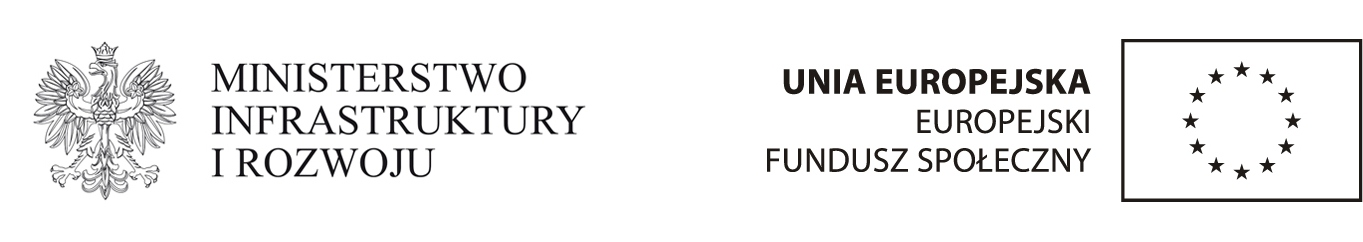 MINISTERSTWO
INFRASTRUKTURY
I ROZWOJU
UNIA EUROPEJSKA
EUROPEJSKI
FUNDUSZ SPOŁECZNY